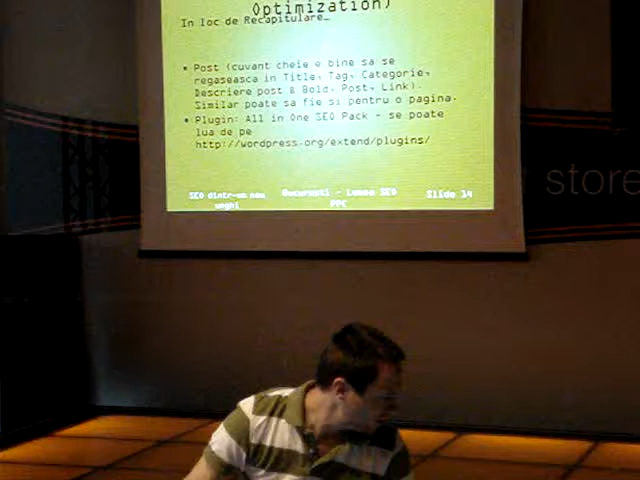 Optimization)
In loc de Recapitulare…
• Post (cuvant cheie e bine sa se
regaseasca in Title, Tag, Categorie,
Descriere post & Bold, Post, Link).
Similar poate sa fie si pentru o pagina.
• Plugin: All in One SEO Pack - se poate
lua de pe
http://wordpress.org/extend/plugins/
SEO dintr-un nou
unghi
Bucuresti - Lumea SEO
PPC
Slide 14
store